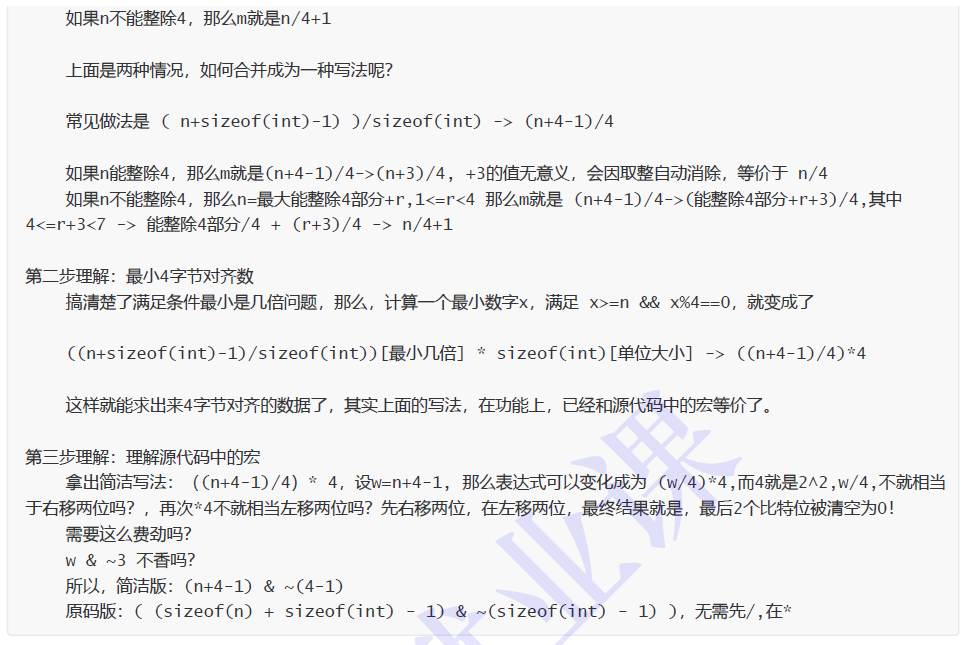 如果n不能整除4，那么m就是n/4+1
上面是两种情况，如何合并成为一种写法呢？
常见做法是 ( n+sizeof(int)-1) )/sizeof(int) -> (n+4-1)/4
如果n能整除4，那么m就是(n+4-1)/4->(n+3)/4, +3的值无意义，会因取整自动消除，等价于 n/4
如果n不能整除4，那么n=最大能整除4部分+r,1<=r<4 那么m就是 (n+4-1)/4->(能整除4部分+r+3)/4,其中
4<=r+3<7 -> 能整除4部分/4 + (r+3)/4 -> n/4+1
第二步理解：最小4字节对齐数
搞清楚了满足条件最小是几倍问题，那么，计算一个最小数字x，满足 x>=n && x%4==0，就变成了
((n+sizeof(int)-1)/sizeof(int))[最小几倍] * sizeof(int)[单位大小] -> ((n+4-1)/4)*4
这样就能求出来4字节对齐的数据了，其实上面的写法，在功能上，已经和源代码中的宏等价了。
第三步理解：理解源代码中的宏
拿出简洁写法： ((n+4-1)/4) * 4，设w=n+4-1, 那么表达式可以变化成为 (w/4)*4,而4就是2^2,w/4,不就相当
于右移两位吗？，再次*4不就相当左移两位吗？先右移两位，在左移两位，最终结果就是，最后2个比特位被清空为0！
需要这么费劲吗？
w & ~3 不香吗？
所以，简洁版：(n+4-1) & ~(4-1)
原码版：( (sizeof(n) + sizeof(int) - 1) & ~(sizeof(int) - 1) )，无需先/,在*
就业课